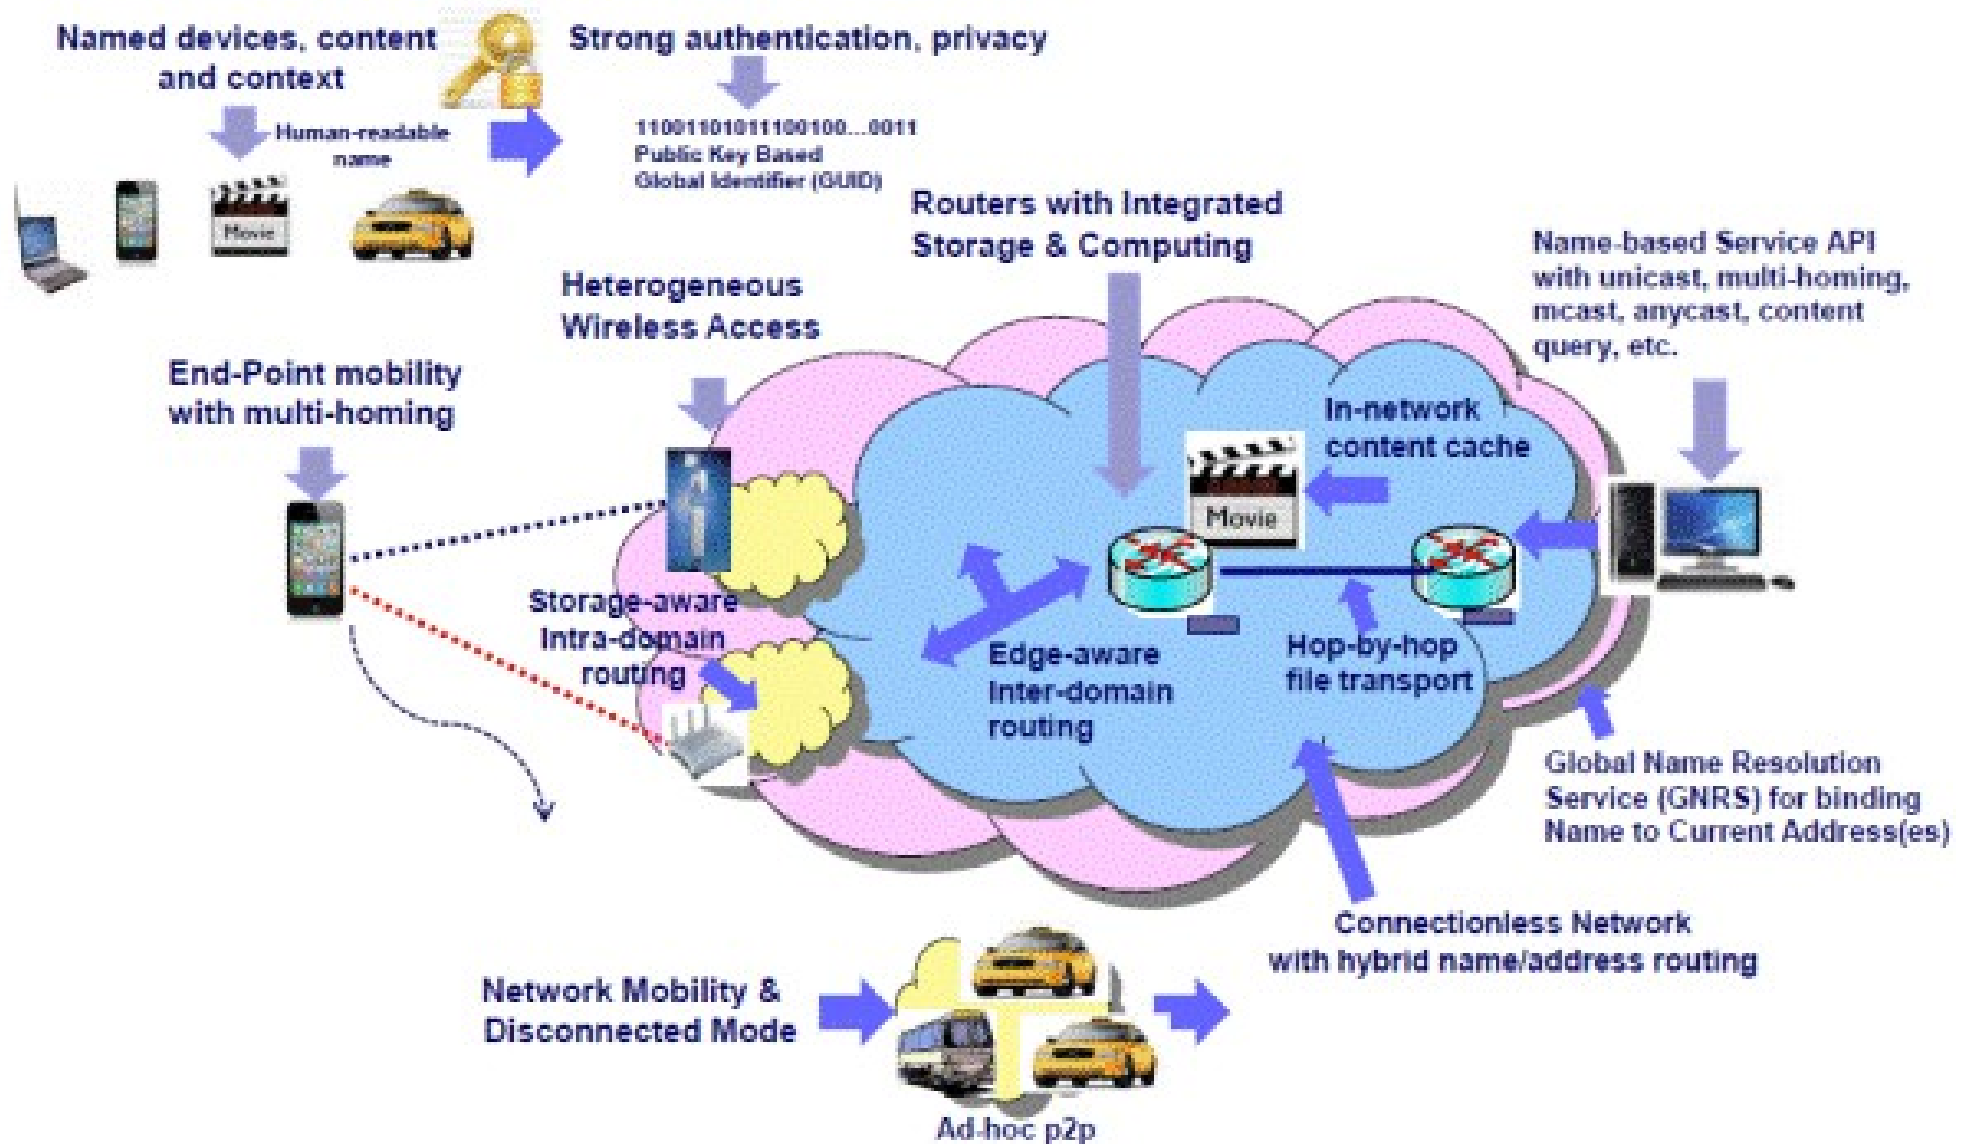 Named devices, content
and context
Strong authentication, privacy
Human-readable
name
11001101011100100...0011
Public Key Based
Global Identifier (GUID)
Movie
Routers with Integrated
Storage & Computing
Name-based Service API
with unicast, multi-homing,
mcast, anycast, content
query, etc.
Heterogeneous
Wireless Access
End-Point mobility
with multi-homing
In-network
content cache
Movie
Storage-aware
Intra-domain
routing
Edge-aware
Inter-domain
routing
Hop-by-hop
file transport
Global Name Resolution
Service (GNRS) for binding
Name to Current Address(es)
Connectionless Network
with hybrid name/address routing
Network Mobility &
Disconnected Mode
Ad-hoc p2p